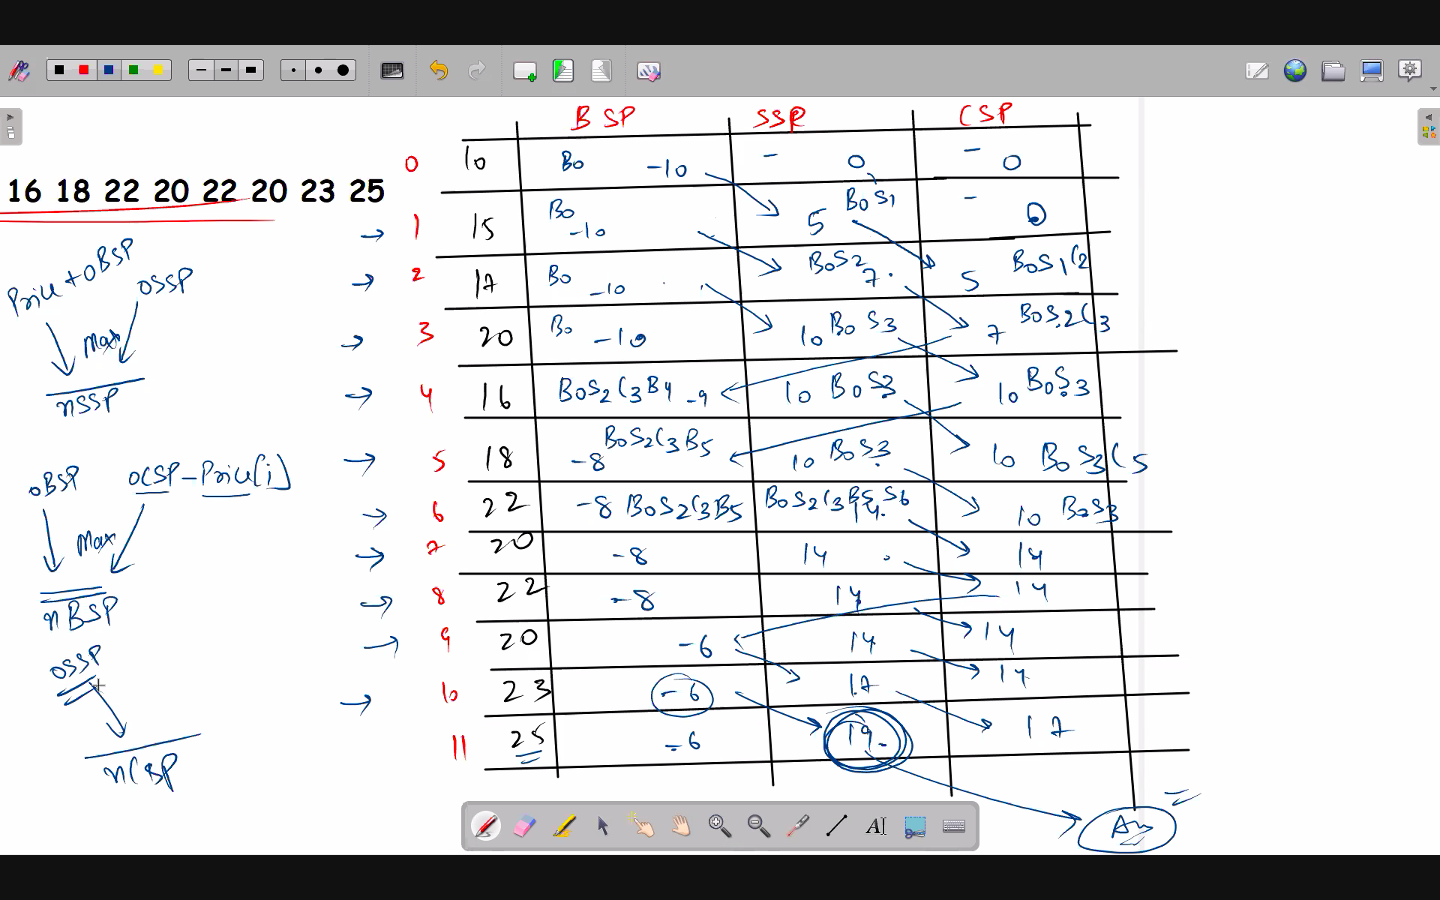 BSP SSP CSP
0 10 B0 -10 - 0 - 0
16 18 22 20 22 20 23 25
1 15 B0 -10 5 B0S1 - 0
Price + oBSP oSSP
Max
nSSP
2 17 B0 -10 B0S2 7 5 B0S1C2
3 20 B0 -10 10 B0S3 7 B0S2C3
4 16 B0S2C3B4 -9 10 B0S3 10 B0S3
5 18 B0S2C3B5 -8 10 B0S3 10 B0S3C5
oBSP oCSP-Price[i]
Max
nBSP
6 22 -8 B0S2C3B5 B0S2C3B5S6 14 10 B0S3
7 20 -8 14 14
8 22 -8 14 14
9 20 -6 14 14
oSSP
nCSP
10 23 -6 17 14
11 25 -6 19 17
Ans
A